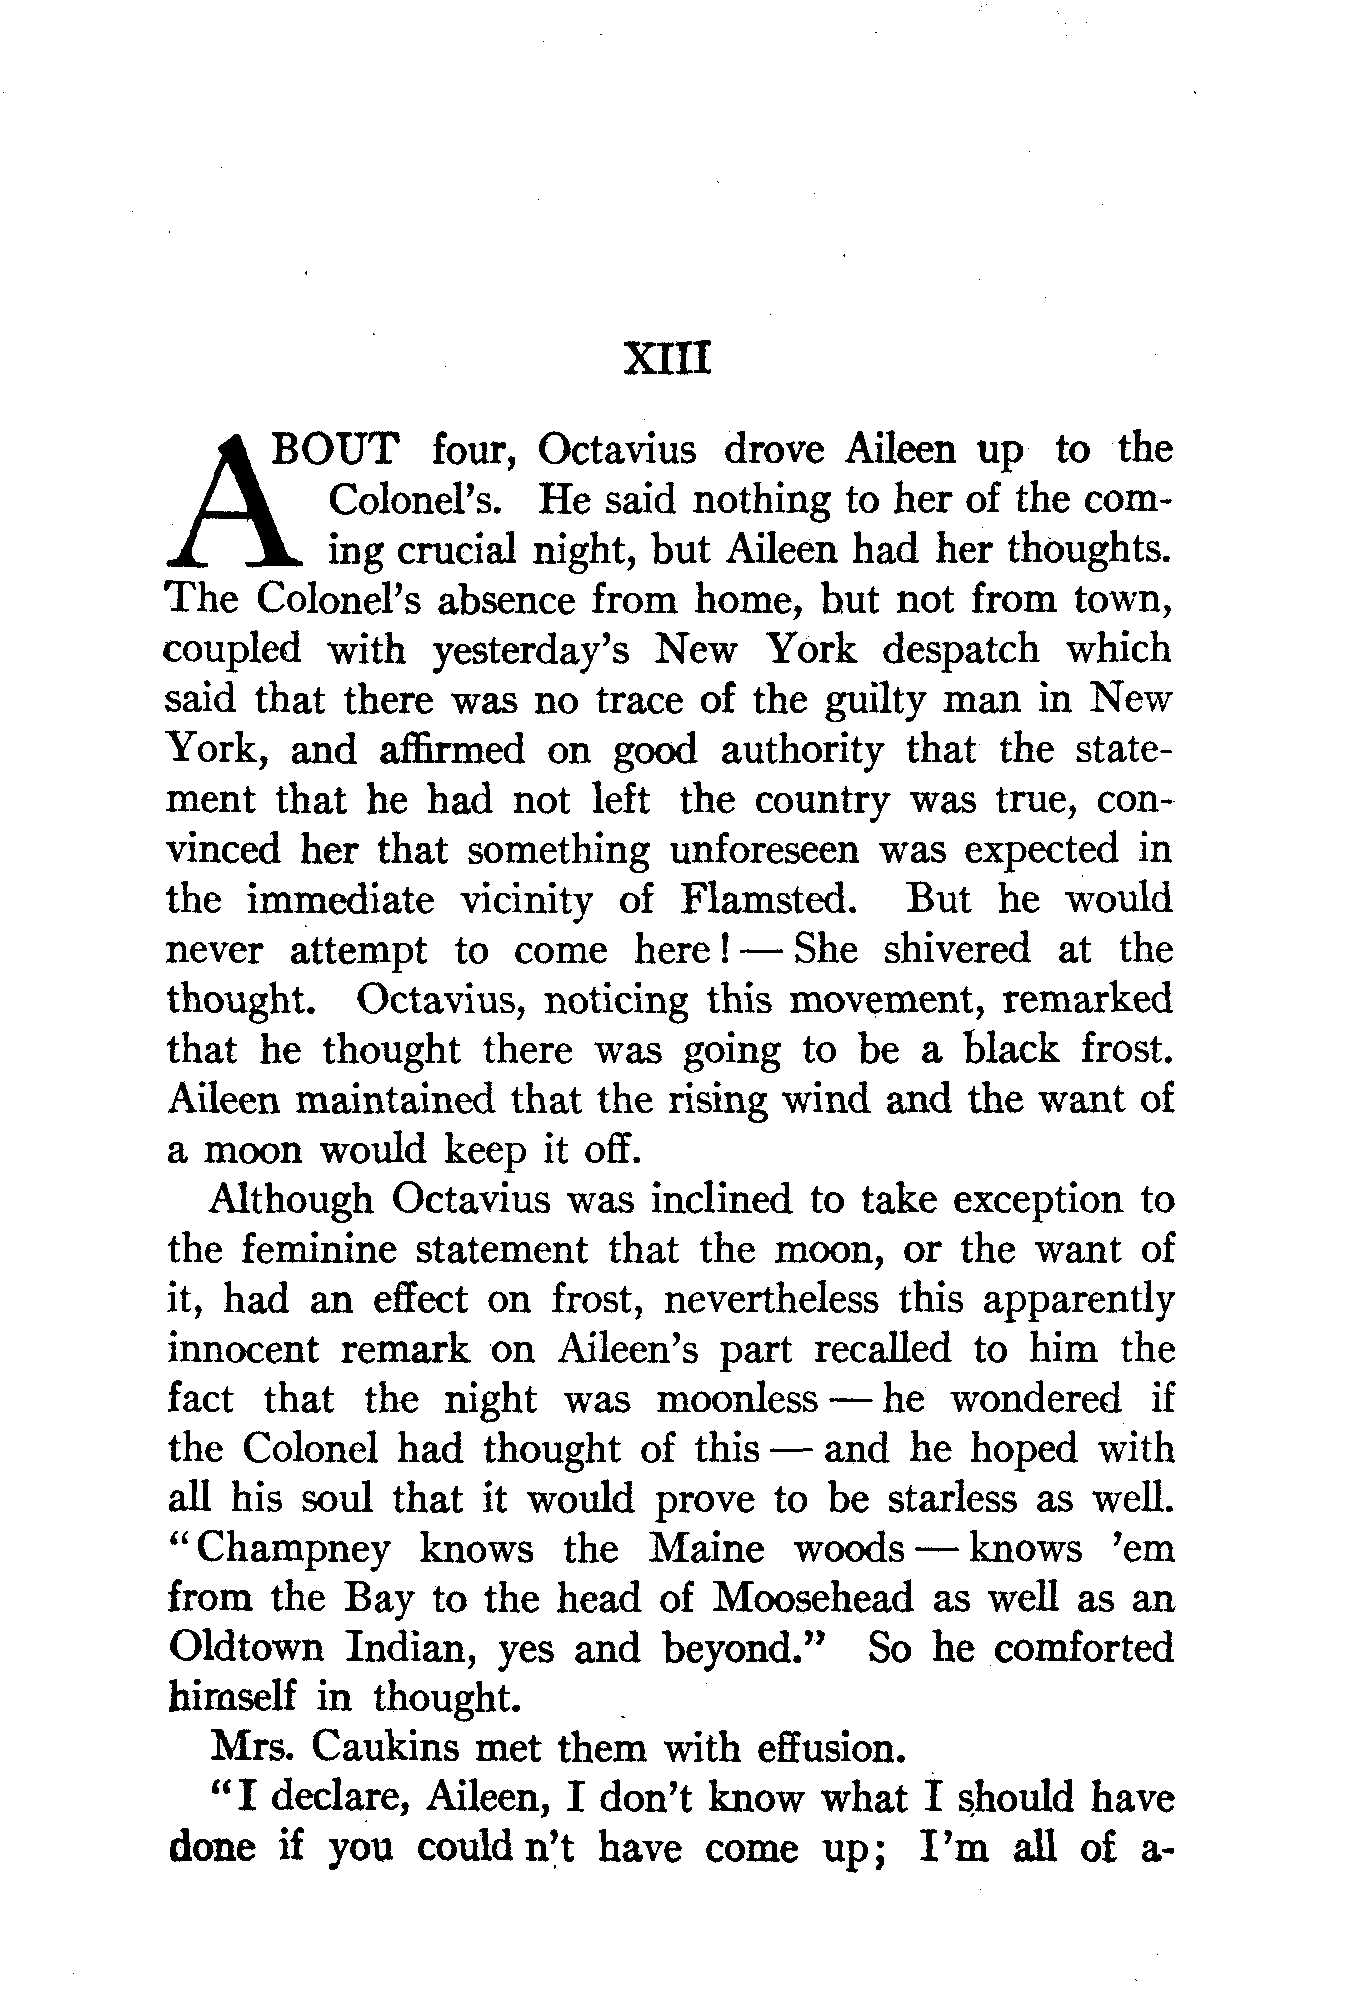 XIII
ABOUT four, Octavius drove Aileen up to the
Colonel's. He said nothing to her of the com-
ing crucial night, but Aileen had her thoughts.
The Colonel's absence from home, but not from town,
coupled with yesterday's New York despatch which
said that there was no trace of the guilty man in New
York, and affirmed on good authority that the state-
ment that he had not left the country was true, con-
vinced her that something unforeseen was expected in
the immediate vicinity of Flamsted. But he would
never attempt to come here! — She shivered at the
thought. Octavius, noticing this movement, remarked
that he thought there was going to be a black frost.
Aileen maintained that the rising wind and the want of
a moon would keep it off.
Although Octavius was inclined to take exception to
the feminine statement that the moon, or the want of
it, had an effect on frost, nevertheless this apparently
innocent remark on Aileen's part recalled to him the
fact that the night was moonless — he wondered if
the Colonel had thought of this — and he hoped with
all his soul that it would prove to be starless as well.
"Champney knows the Maine woods — knows 'em
from the Bay to the head of Moosehead as well as an
Oldtown Indian, yes and beyond." So he comforted
himself in thought.
Mrs. Caukins met them with effusion.
"I declare, Aileen, I don't know what I should have
done if you could n't have come up; I'm all of a-